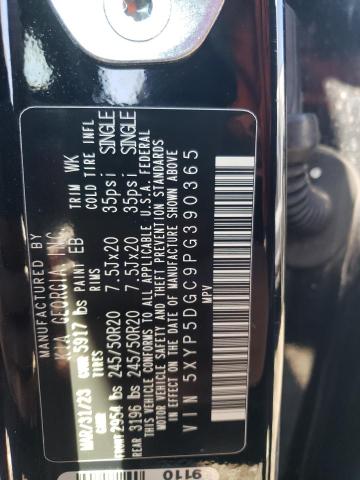 MANUFACTURED BY
KIA GEORGIA, INC.
MAR/31/23 PAINT EB TRIM WK
GVWR 5917 lbs
GAWR TIRES RIMS COLD TIRE INFL
FRONT 2954 lbs 245/50R20 7.5Jx20 35psi SINGLE
REAR 3196 lbs 245/50R20 7.5Jx20 35psi SINGLE
THIS VEHICLE CONFORMS TO ALL APPLICABLE U.S.A. FEDERAL
MOTOR VEHICLE SAFETY AND THEFT PREVENTION STANDARDS
IN EFFECT ON THE DATE OF MANUFACTURE SHOWN ABOVE
VIN 5XYP5DGC9PG390365
MPV
9110